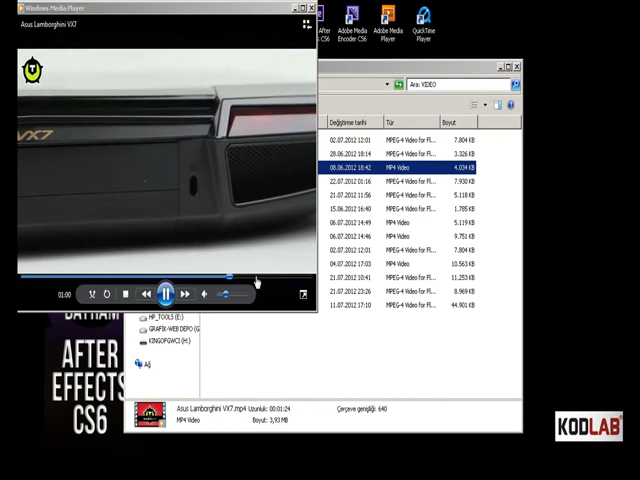 Windows Media Player
Asus Lamborghini VX7
VX7
01:00
After
CS6
Adobe Media
Encoder CS6
Adobe Media
Player
QuickTime
Player
Ara: VIDEO
Değiştirme tarihi Tür Boyut
02.07.2012 12:01 MPEG-4 Video for Fl... 7.804 KB
28.06.2012 18:14 MPEG-4 Video for Fl... 3.326 KB
08.06.2012 18:42 MP4 Video 4.034 KB
22.07.2012 01:16 MPEG-4 Video for Fl... 7.930 KB
21.07.2012 11:56 MPEG-4 Video for Fl... 5.118 KB
15.06.2012 16:40 MPEG-4 Video for Fl... 1.785 KB
06.07.2012 14:49 MP4 Video 5.119 KB
06.07.2012 14:46 MP4 Video 9.751 KB
02.07.2012 12:01 MPEG-4 Video for Fl... 7.804 KB
04.07.2012 17:03 MP4 Video 10.563 KB
21.07.2012 10:41 MPEG-4 Video for Fl... 11.253 KB
21.07.2012 23:26 MPEG-4 Video for Fl... 8.969 KB
11.07.2012 17:10 MPEG-4 Video for Fl... 44.901 KB
HP_TOOLS (E:)
GRAFİK-WEB DEPO (G
KINGOFGWCI (H:)
Ağ
AFTER
EFFECTS
CS6
Asus Lamborghini VX7.mp4 Uzunluk: 00:01:24 Çerçeve genişliği: 640
MP4 Video Boyut: 3,93 MB
KODLAB